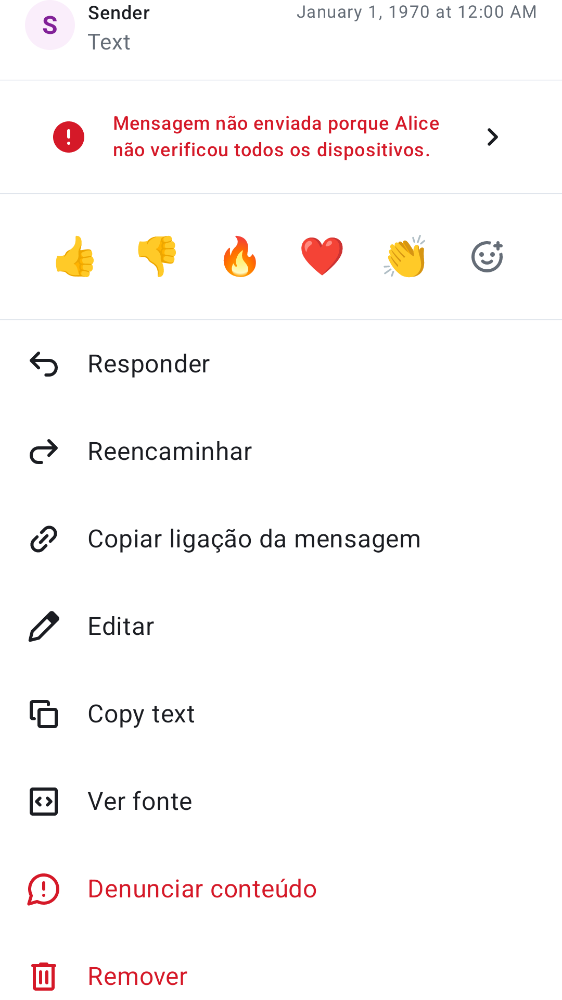 S
Sender
January 1, 1970 at 12:00 AM
Text
Mensagem não enviada porque Alice
não verificou todos os dispositivos.
Responder
Reencaminhar
Copiar ligação da mensagem
Editar
Copy text
Ver fonte
Denunciar conteúdo
Remover